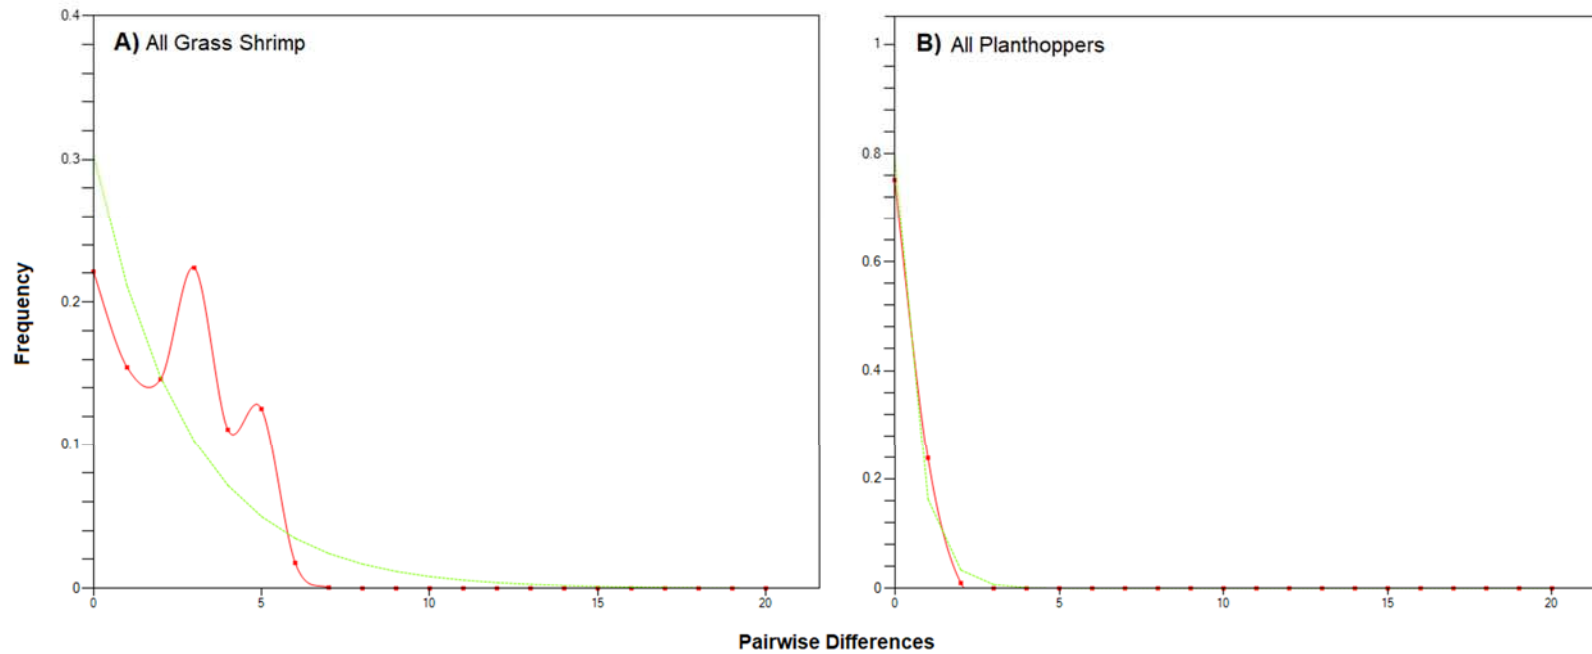 A) All Grass Shrimp
0.4
0.3
0.2
0.1
0
0 5 10 15 20
B) All Planthoppers
1
0.8
0.6
0.4
0.2
0
0 5 10 15 20
Frequency
Pairwise Differences